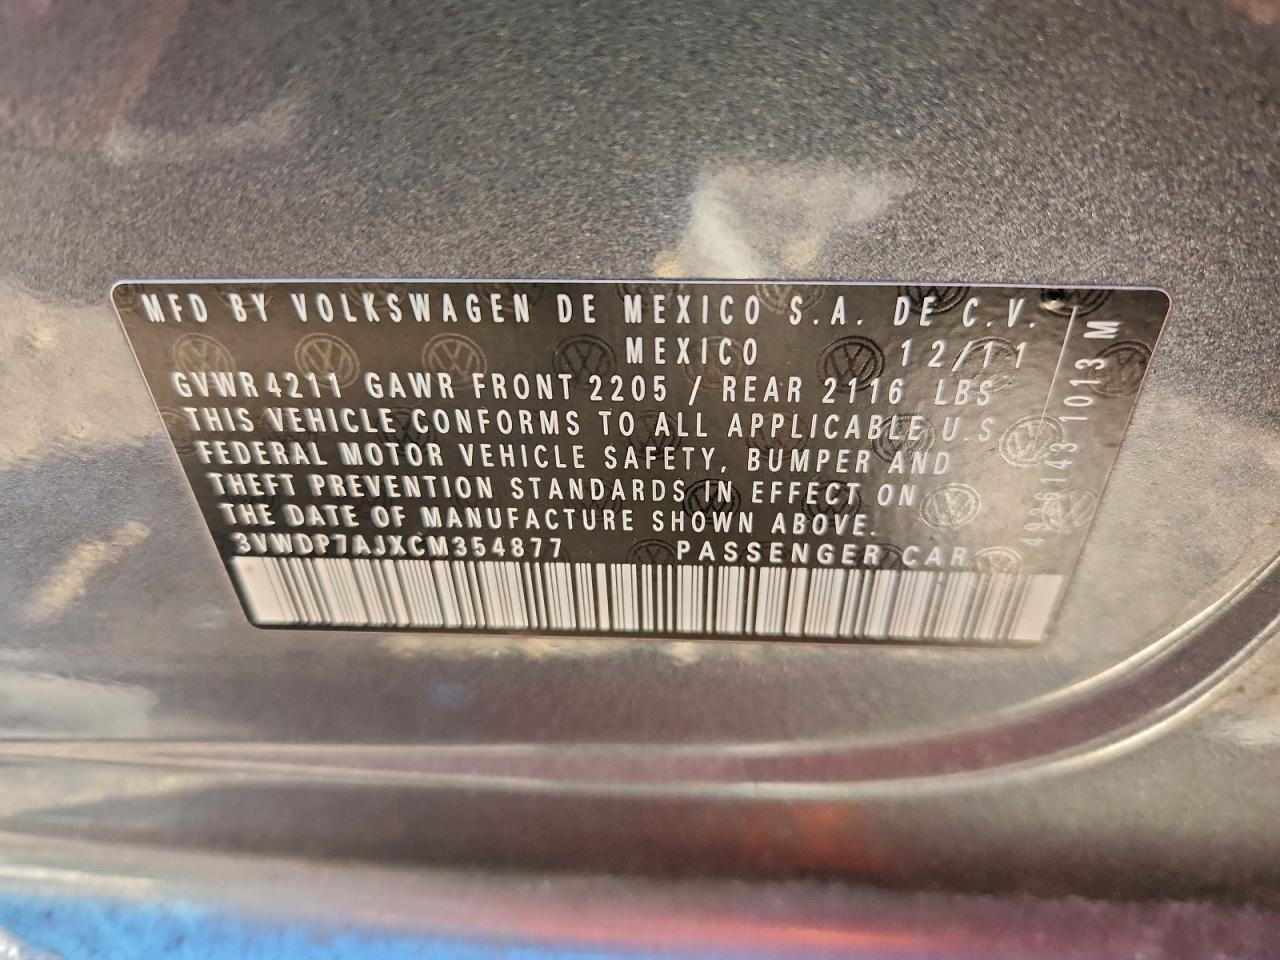 MFD BY VOLKSWAGEN DE MEXICO S.A. DE C.V.
MEXICO 12/11
GVWR 4211 GAWR FRONT 2205 / REAR 2116 LBS
THIS VEHICLE CONFORMS TO ALL APPLICABLE U.S
FEDERAL MOTOR VEHICLE SAFETY, BUMPER AND
THEFT PREVENTION STANDARDS IN EFFECT ON
THE DATE OF MANUFACTURE SHOWN ABOVE.
3VWDP7AJXCM354877 PASSENGER CAR
1013 M